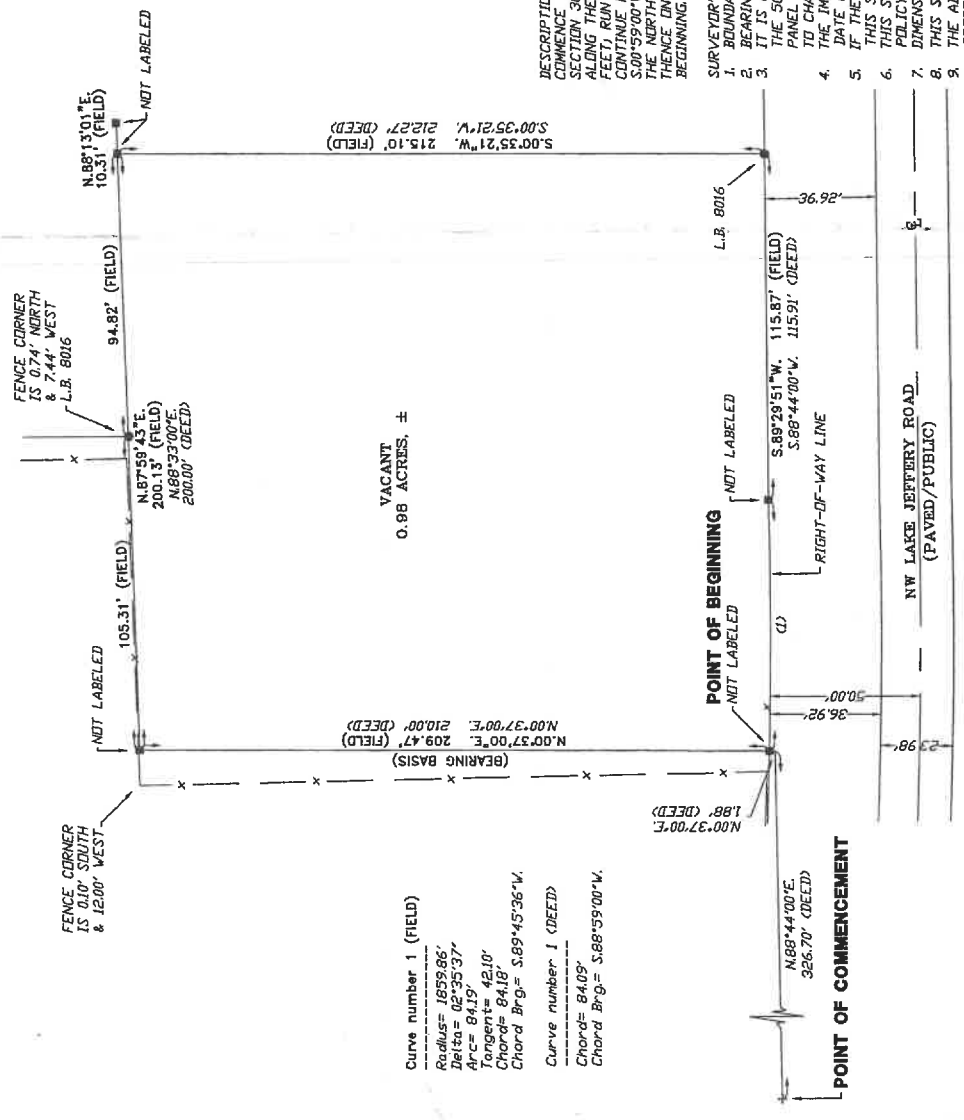 N.88°13'01"E.
10.31' (FIELD)
NOT LABELED
FENCE CORNER
IS 0.74' NORTH
& 7.44' WEST
L.B. 8016
94.82' (FIELD)
N.87°59'43"E.
200.13' (FIELD)
N.88°33'00"E.
200.00' (DEED)
105.31' (FIELD)
NOT LABELED
FENCE CORNER
IS 0.10' SOUTH
& 12.00' WEST
S.00°35'21"W. 215.10' (FIELD)
S.00°35'21"W. 212.27' (DEED)
VACANT
0.98 ACRES, ±
(BEARING BASIS)
N.00°37'00"E. 209.47' (FIELD)
N.00°37'00"E. 210.00' (DEED)
L.B. 8016
36.92'
S.89°29'51"W. 115.87' (FIELD)
S.88°44'00"W. 115.91' (DEED)
NOT LABELED
RIGHT-OF-WAY LINE
POINT OF BEGINNING
NOT LABELED
(1)
N.00°37'00"E.
1.88' (DEED)
50.00'
36.92'
23.98'
NW LAKE JEFFERY ROAD
(PAVED/PUBLIC)
N.88°44'00"E.
326.70' (DEED)
POINT OF COMMENCEMENT
Curve number 1 (FIELD)
Radius= 1859.86'
Delta= 02°35'37"
Arc= 84.19'
Tangent= 42.10'
Chord= 84.18'
Chord Brg.= S.89°45'36"W.
Curve number 1 (DEED)
Chord= 84.09'
Chord Brg.= S.88°59'00"W.
DESCRIPTI
COMMENCE
SECTION 3
ALONG THE
FEET; RUN
CONTINUE
S.00°59'00"
THE NORTH
THENCE ON
BEGINNING.
SURVEYOR'
1. BOUNDA
2. BEARIN
3. IT IS
THE 50
PANEL
TO CHA
4. THE IM
DATE
5. IF THE
THIS S
6. THIS S
POLICY
7. DIMENS
8. THIS S
9. THE A